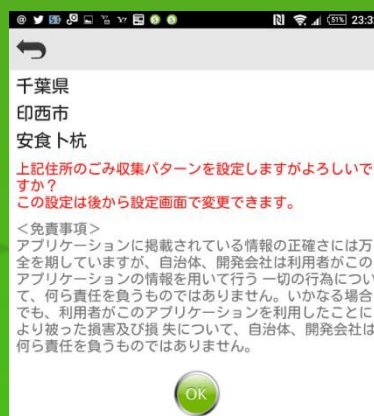 51% 23:3
千葉県
印西市
安食卜杭
上記住所のごみ収集パターンを設定しますがよろしいで
すか？
この設定は後から設定画面で変更できます。
＜免責事項＞
アプリケーションに掲載されている情報の正確さには万
全を期していますが、自治体、開発会社は利用者がこの
アプリケーションの情報を用いて行う 一切の行為につい
て、何ら責任を負うものではありません。いかなる場合
でも、利用者がこのアプリケーションを利用したことに
より被った損害及び損 失について、自治体、開発会社は
何ら責任を負うものではありません。
OK